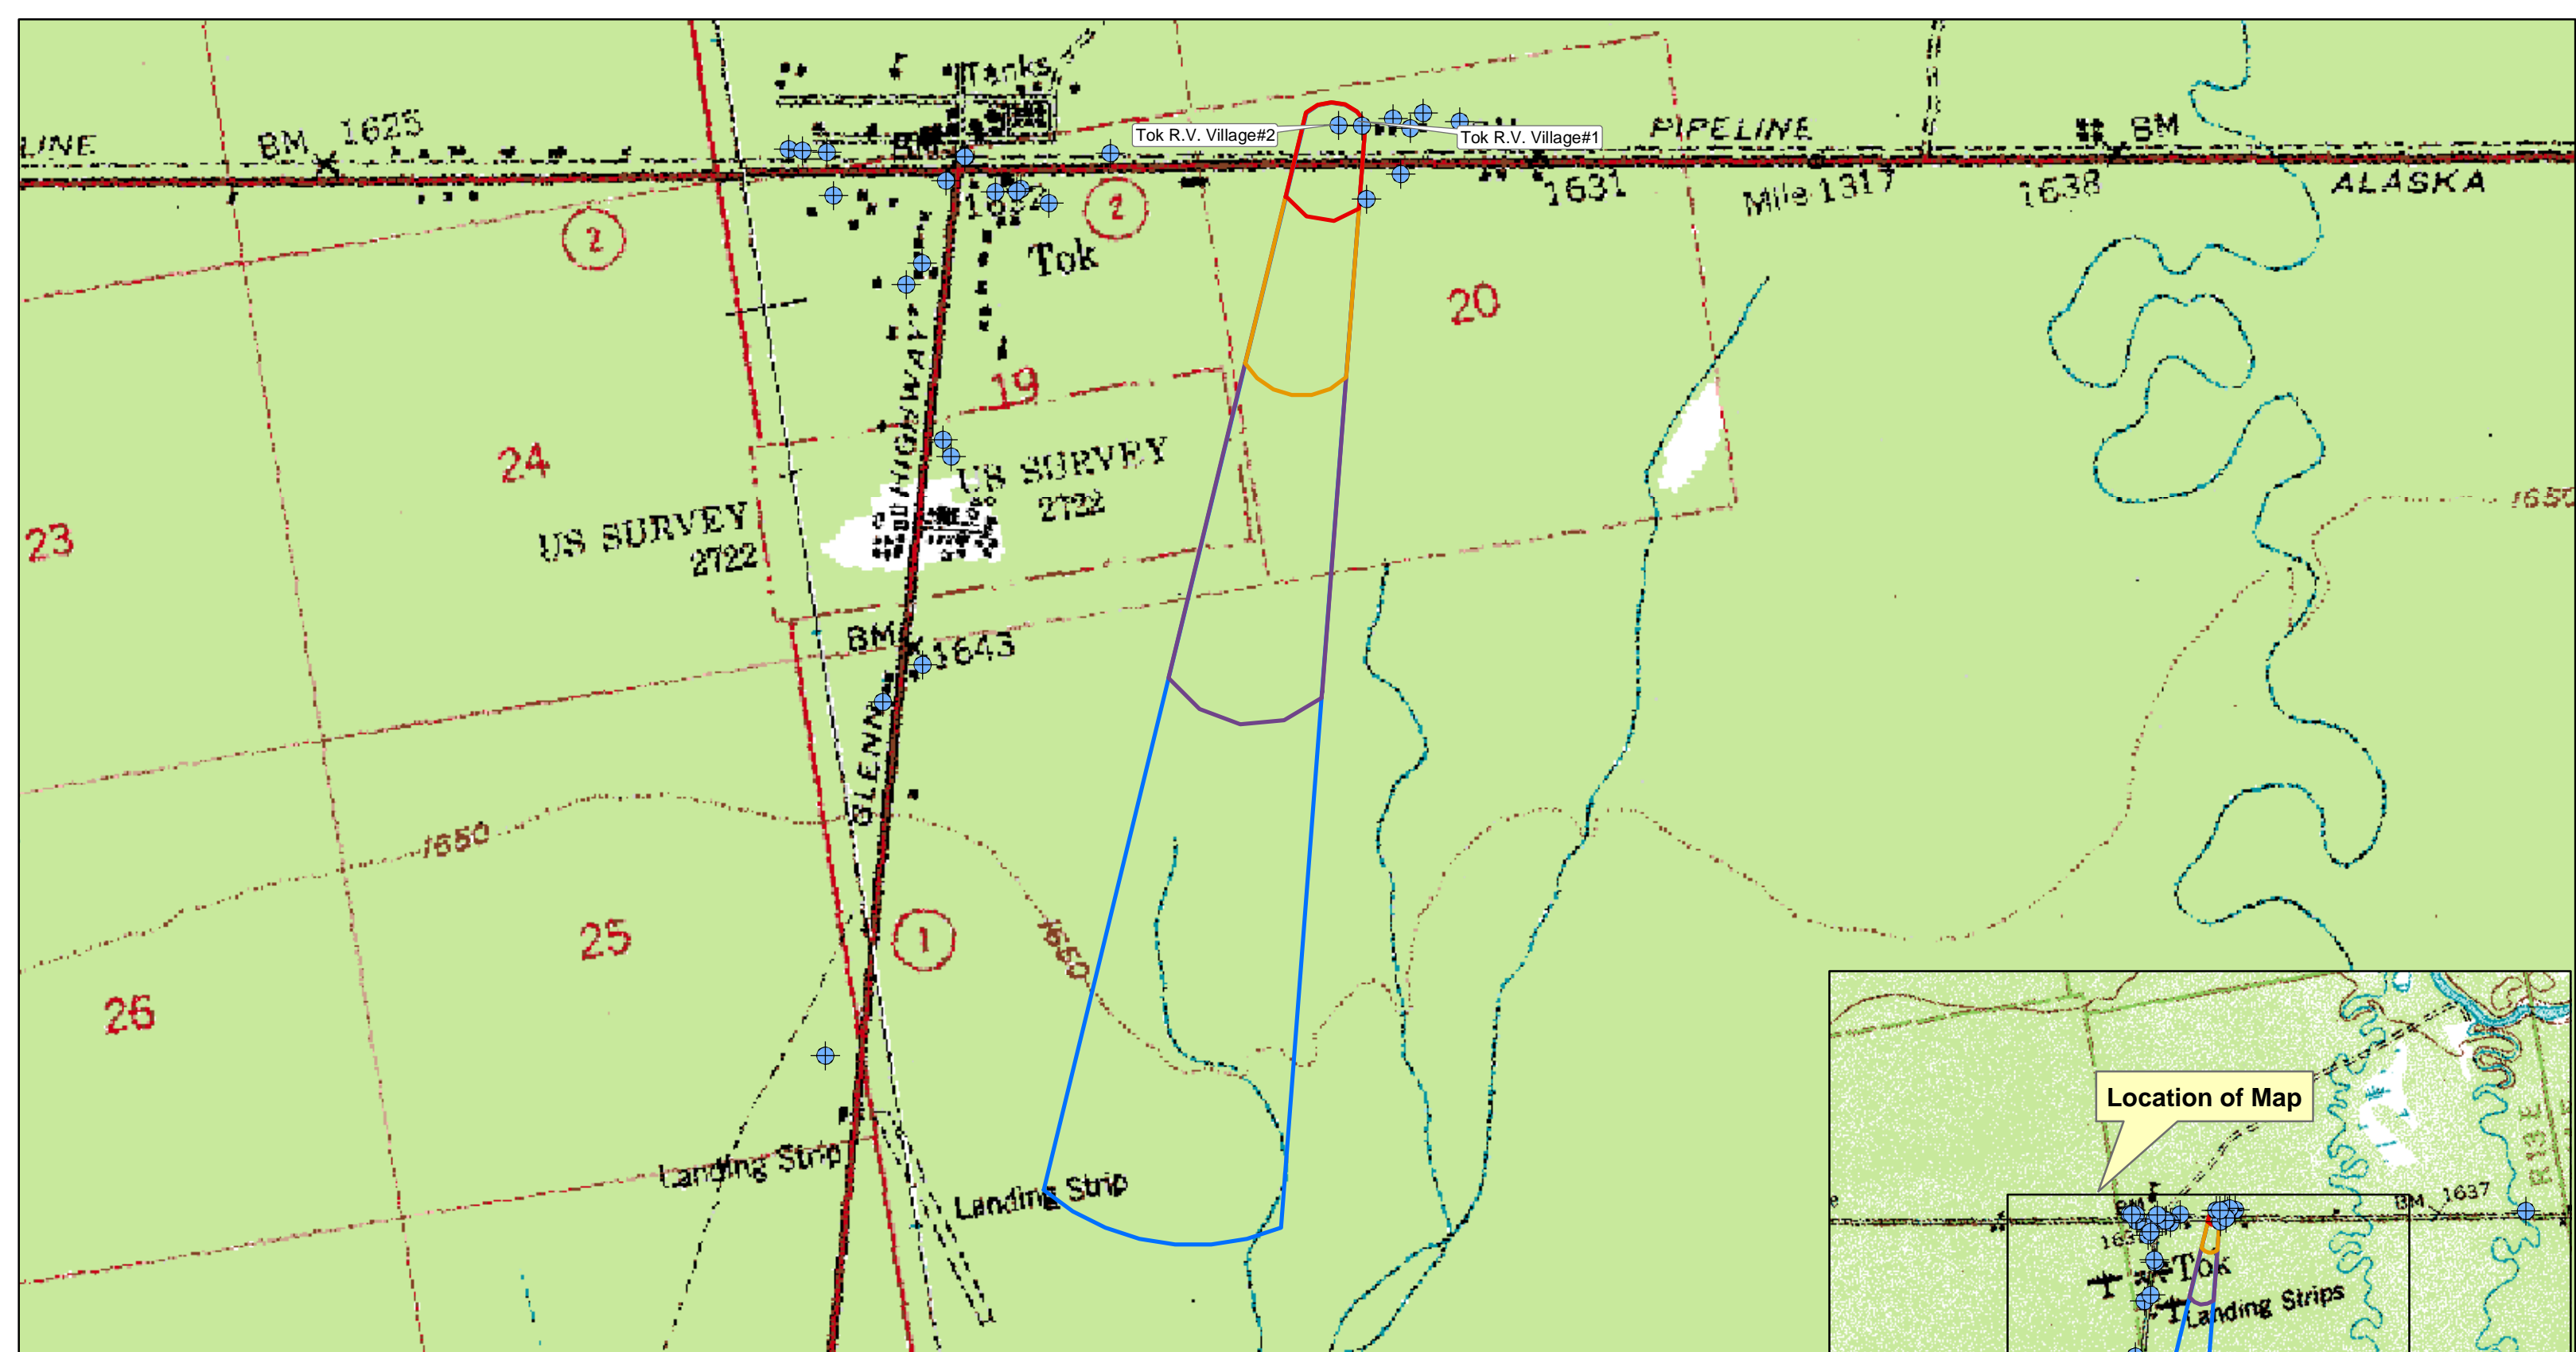 Tanks
Tok R.V. Village#2
Tok R.V. Village#1
LINE
BM 1625
PIPELINE
BM
1631
Mile 1317
1638
ALASKA
2
2
Tok
20
19
HIGHWAY
24
US SURVEY
2722
US SURVEY
2722
23
1650
BM
1643
GLENN
1650
25
1
1650
26
Landing Strip
Landing Strip
Location of Map
R13E
BM 1637
BM
Tok
Landing Strips